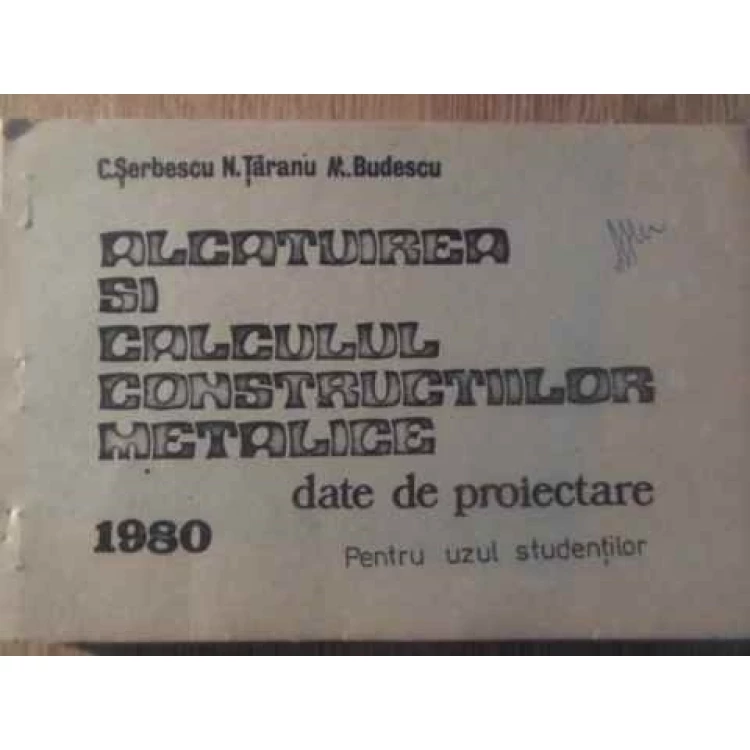 C.Şerbescu N.Ţăranu M.Budescu
ALCATUIREA
SI
CALCULUL
CONSTRUCTIILOR
METALICE
date de proiectare
1980
Pentru uzul studenţilor